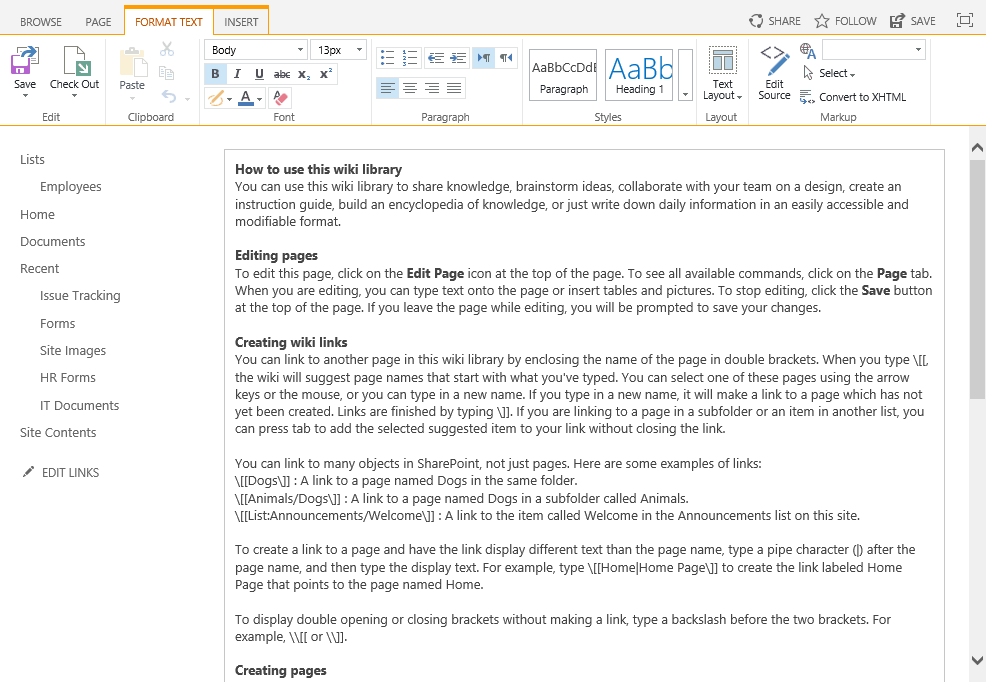 BROWSE PAGE FORMAT TEXT INSERT SHARE FOLLOW SAVE
Save
Check Out
Edit
Paste
Clipboard
Body 13px
B I U abc x₂ x²
A
Font
Paragraph
AaBbCcDdE
Paragraph
AaBb
Heading 1
Styles
Text
Layout
Layout
Edit
Source
Select
Convert to XHTML
Markup
Lists
Employees
Home
Documents
Recent
Issue Tracking
Forms
Site Images
HR Forms
IT Documents
Site Contents
EDIT LINKS
How to use this wiki library
You can use this wiki library to share knowledge, brainstorm ideas, collaborate with your team on a design, create an
instruction guide, build an encyclopedia of knowledge, or just write down daily information in an easily accessible and
modifiable format.
Editing pages
To edit this page, click on the Edit Page icon at the top of the page. To see all available commands, click on the Page tab.
When you are editing, you can type text onto the page or insert tables and pictures. To stop editing, click the Save button
at the top of the page. If you leave the page while editing, you will be prompted to save your changes.
Creating wiki links
You can link to another page in this wiki library by enclosing the name of the page in double brackets. When you type \[[,
the wiki will suggest page names that start with what you've typed. You can select one of these pages using the arrow
keys or the mouse, or you can type in a new name. If you type in a new name, it will make a link to a page which has not
yet been created. Links are finished by typing \]]. If you are linking to a page in a subfolder or an item in another list, you
can press tab to add the selected suggested item to your link without closing the link.
You can link to many objects in SharePoint, not just pages. Here are some examples of links:
\[[Dogs\]] : A link to a page named Dogs in the same folder.
\[[Animals/Dogs\]] : A link to a page named Dogs in a subfolder called Animals.
\[[List:Announcements/Welcome\]] : A link to the item called Welcome in the Announcements list on this site.
To create a link to a page and have the link display different text than the page name, type a pipe character (|) after the
page name, and then type the display text. For example, type \[[Home|Home Page\]] to create the link labeled Home
Page that points to the page named Home.
To display double opening or closing brackets without making a link, type a backslash before the two brackets. For
example, \\[[ or \\]].
Creating pages